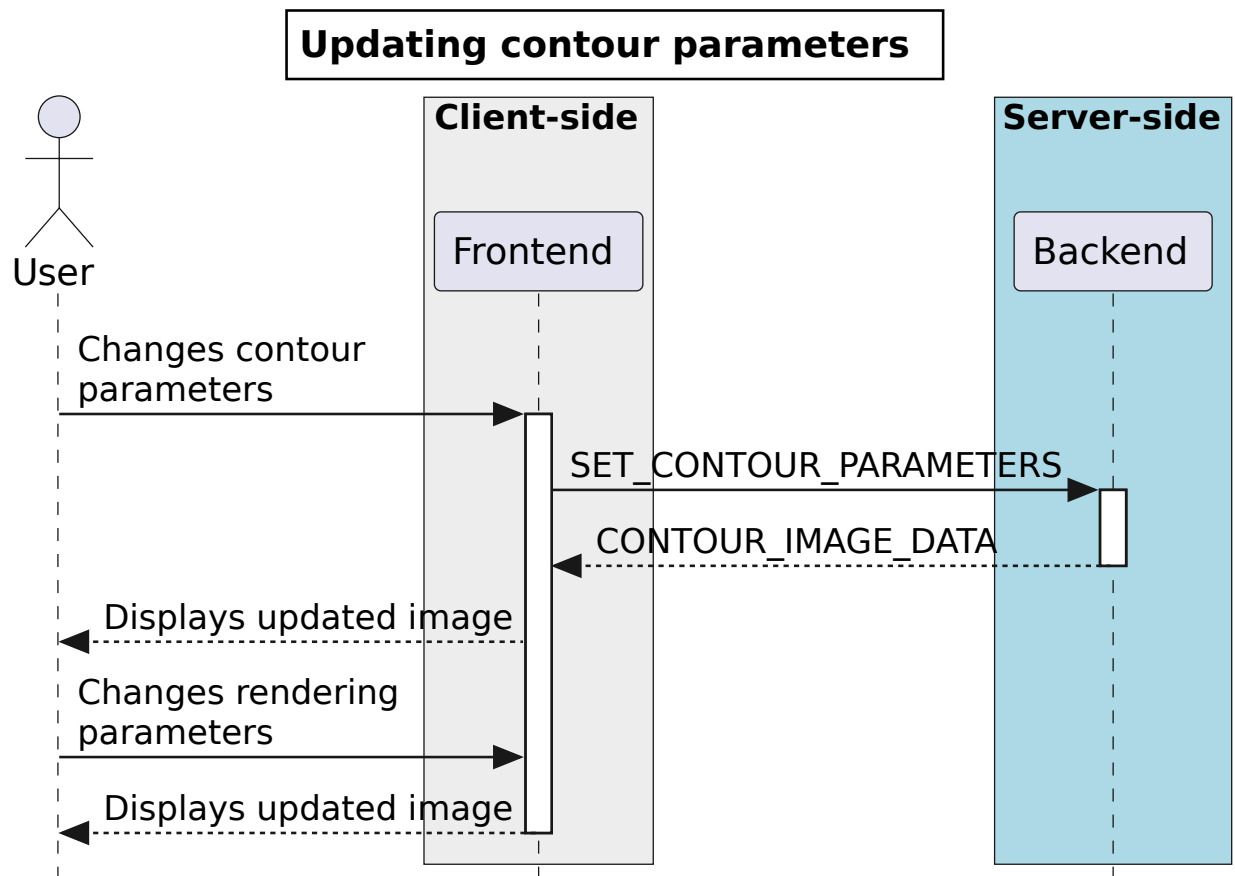 Updating contour parameters
Client-side
Server-side
User
Frontend
Backend
Changes contour
parameters
SET_CONTOUR_PARAMETERS
CONTOUR_IMAGE_DATA
Displays updated image
Changes rendering
parameters
Displays updated image